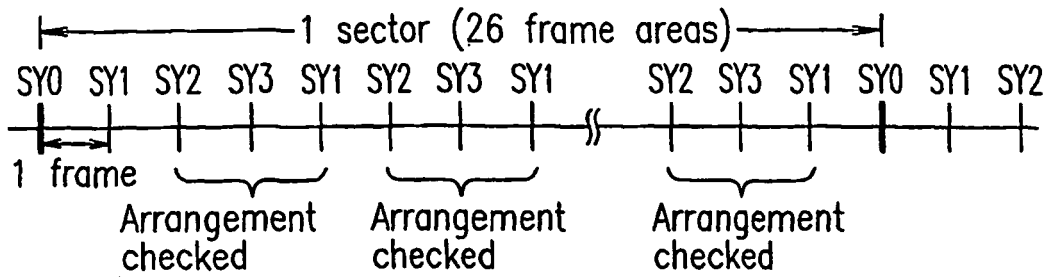 1 sector (26 frame areas)
SY0 SY1 SY2 SY3 SY1 SY2 SY3 SY1 SY2 SY3 SY1 SY0 SY1 SY2
1 frame
Arrangement checked
Arrangement checked
Arrangement checked